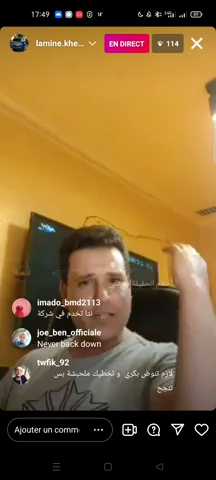 17:49
lamine.khe...
EN DIRECT
114
imado_bmd2113
نتا تخدم في شركة
joe_ben_officiale
Never back down
twfik_92
لازم تنوض بكري و تخطيك ملحبشة بس
تنجح
Ajouter un comm